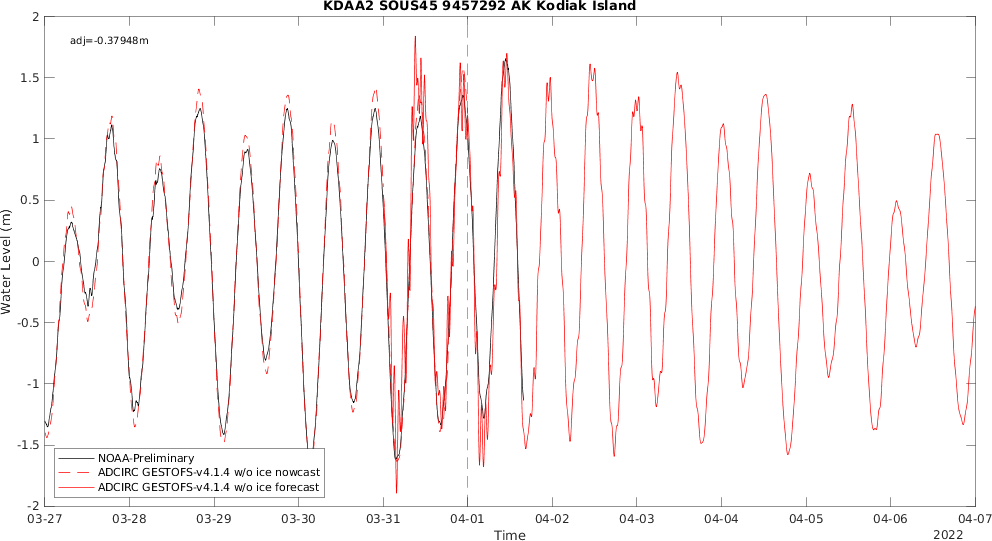 KDAA2 SOUS45 9457292 AK Kodiak Island
adj=-0.37948m
2
1.5
1
0.5
0
-0.5
-1
-1.5
-2
Water Level (m)
NOAA-Preliminary
ADCIRC GESTOFS-v4.1.4 w/o ice nowcast
ADCIRC GESTOFS-v4.1.4 w/o ice forecast
03-27 03-28 03-29 03-30 03-31 04-01 04-02 04-03 04-04 04-05 04-06 04-07
Time
2022